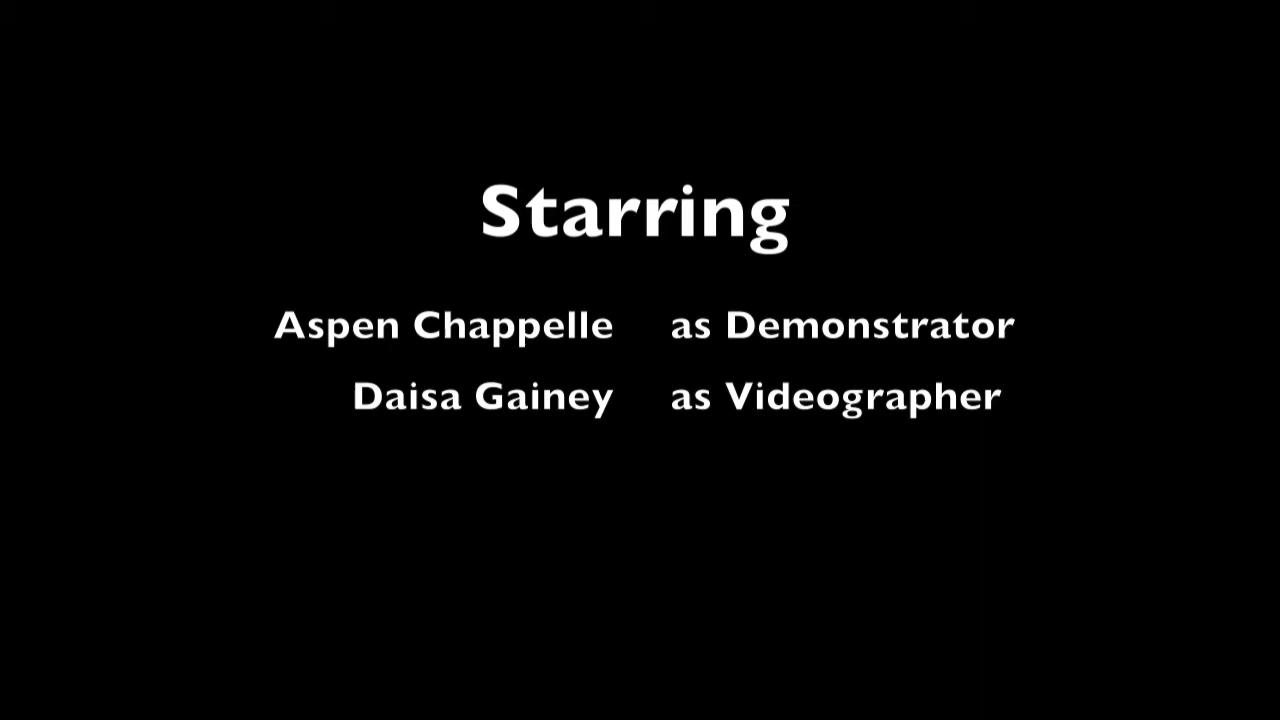 Starring
Aspen Chappelle as Demonstrator
Daisa Gainey as Videographer